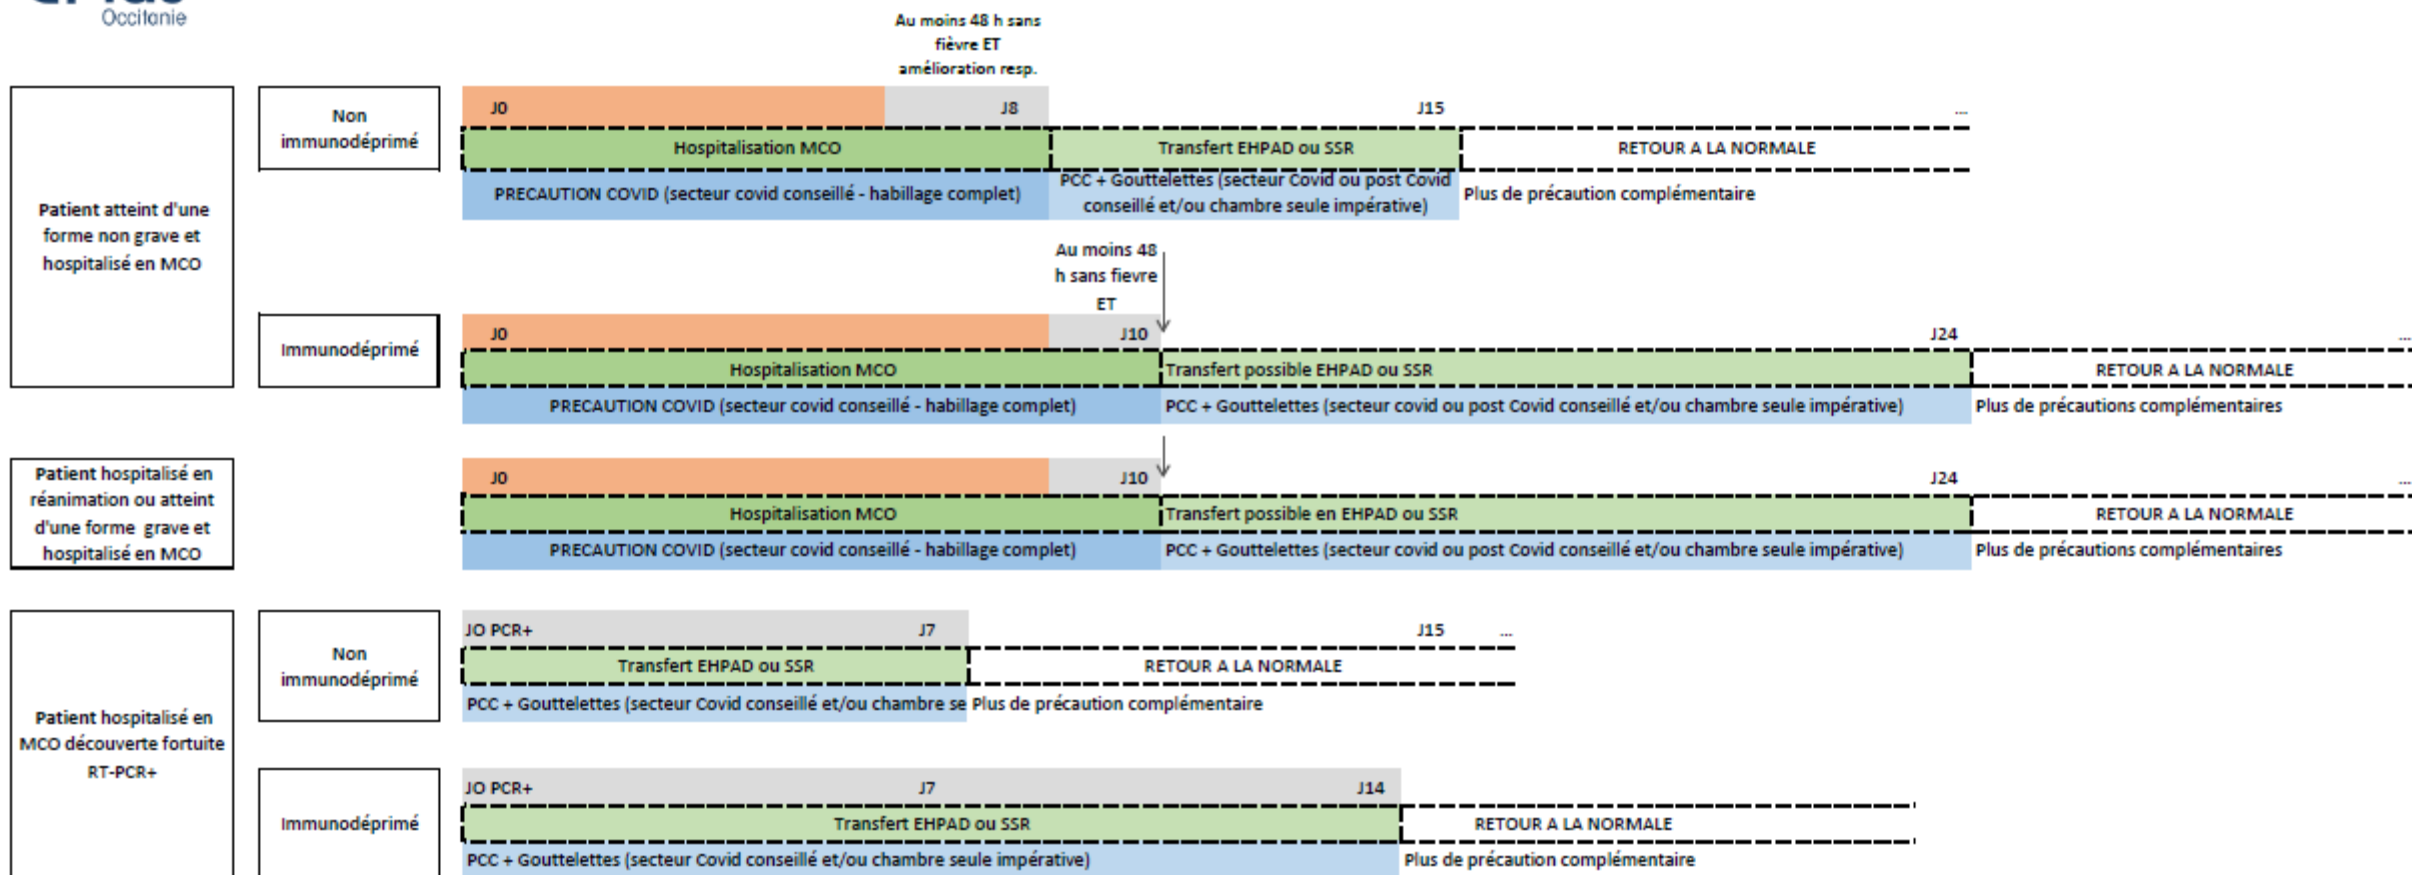 Occitanie
Au moins 48 h sans
fièvre ET
amélioration resp.
Patient atteint d'une
forme non grave et
hospitalisé en MCO
Non
immunodéprimé
J0 J8 J15 ...
Hospitalisation MCO Transfert EHPAD ou SSR RETOUR A LA NORMALE
PRECAUTION COVID (secteur covid conseillé - habillage complet)
PCC + Gouttelettes (secteur Covid ou post Covid
conseillé et/ou chambre seule impérative)
Plus de précaution complémentaire
Au moins 48
h sans fievre
ET
Immunodéprimé
J0 J10 J24 ...
Hospitalisation MCO Transfert possible EHPAD ou SSR RETOUR A LA NORMALE
PRECAUTION COVID (secteur covid conseillé - habillage complet) PCC + Gouttelettes (secteur covid ou post Covid conseillé et/ou chambre seule impérative) Plus de précautions complémentaires
Patient hospitalisé en
réanimation ou atteint
d'une forme grave et
hospitalisé en MCO
J0 J10 J24 ...
Hospitalisation MCO Transfert possible en EHPAD ou SSR RETOUR A LA NORMALE
PRECAUTION COVID (secteur covid conseillé - habillage complet) PCC + Gouttelettes (secteur covid ou post Covid conseillé et/ou chambre seule impérative) Plus de précautions complémentaires
Patient hospitalisé en
MCO découverte fortuite
RT-PCR+
Non
immunodéprimé
JO PCR+ J7 J15 ...
Transfert EHPAD ou SSR RETOUR A LA NORMALE
PCC + Gouttelettes (secteur Covid conseillé et/ou chambre se Plus de précaution complémentaire
Immunodéprimé
JO PCR+ J7 J14
Transfert EHPAD ou SSR RETOUR A LA NORMALE
PCC + Gouttelettes (secteur Covid conseillé et/ou chambre seule impérative) Plus de précaution complémentaire